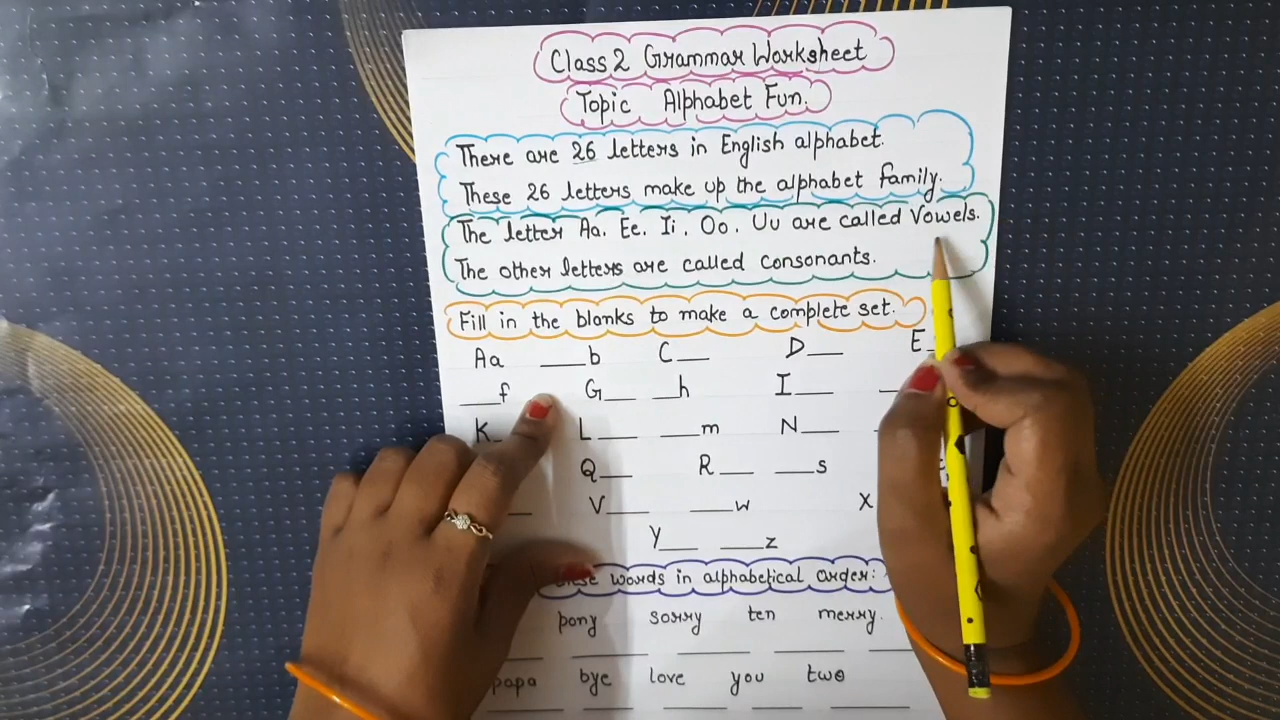 Class 2 Grammar Worksheet
Topic Alphabet Fun.
There are 26 letters in English alphabet.
These 26 letters make up the alphabet family.
The letter Aa. Ee. Ii. Oo. Uu are called Vowels.
The other letters are called consonants.
Fill in the blanks to make a complete set.
Aa ___b C___ D___ E_
___f G___ ___h I___ __
K_ L___ ___m N___ _
Q___ R___ ___s
___ V___ ___w X
Y___ ___z
words in alphabetical order:
pony sorry ten merry.
papa bye love you two